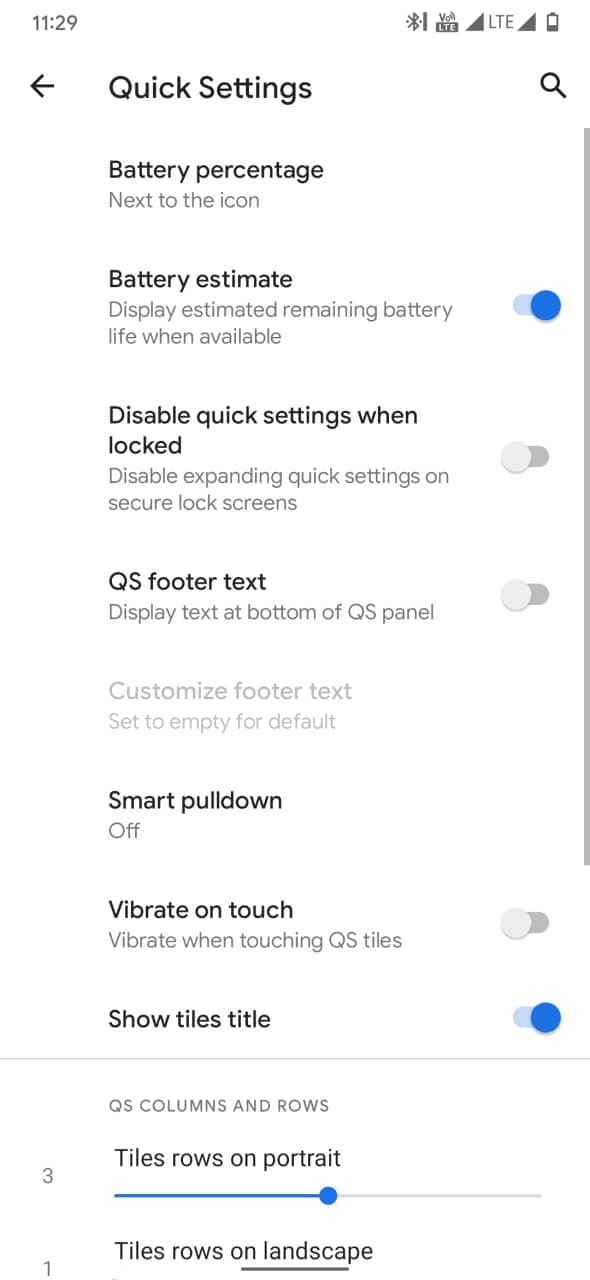 11:29
Vo)) LTE LTE
Quick Settings
Battery percentage
Next to the icon
Battery estimate
Display estimated remaining battery
life when available
Disable quick settings when
locked
Disable expanding quick settings on
secure lock screens
QS footer text
Display text at bottom of QS panel
Customize footer text
Set to empty for default
Smart pulldown
Off
Vibrate on touch
Vibrate when touching QS tiles
Show tiles title
QS COLUMNS AND ROWS
Tiles rows on portrait
3
Tiles rows on landscape
1